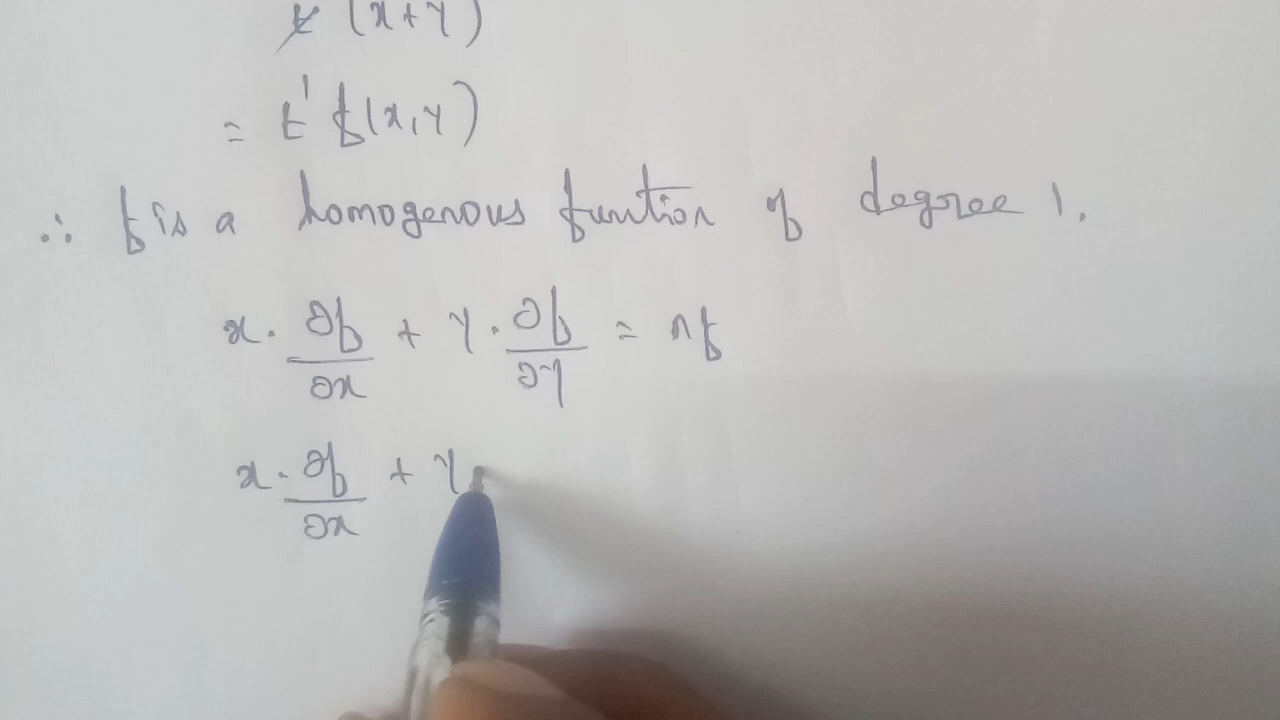 t (x+y)
= t¹ f(x,y)
∴ f is a homogenous function of degree 1.
x · ∂f/∂x + y · ∂f/∂y = nf
x · ∂f/∂x + y